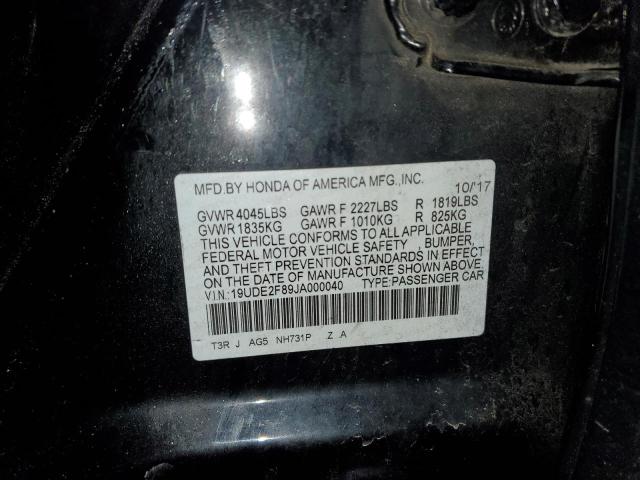 MFD.BY HONDA OF AMERICA MFG.,INC. 10/'17
GVWR 4045LBS GAWR F 2227LBS R 1819LBS
GVWR 1835KG GAWR F 1010KG R 825KG
THIS VEHICLE CONFORMS TO ALL APPLICABLE
FEDERAL MOTOR VEHICLE SAFETY , BUMPER,
AND THEFT PREVENTION STANDARDS IN EFFECT
ON THE DATE OF MANUFACTURE SHOWN ABOVE
V.I.N.:19UDE2F89JA000040 TYPE:PASSENGER CAR
T3R J AG5 NH731P Z .A